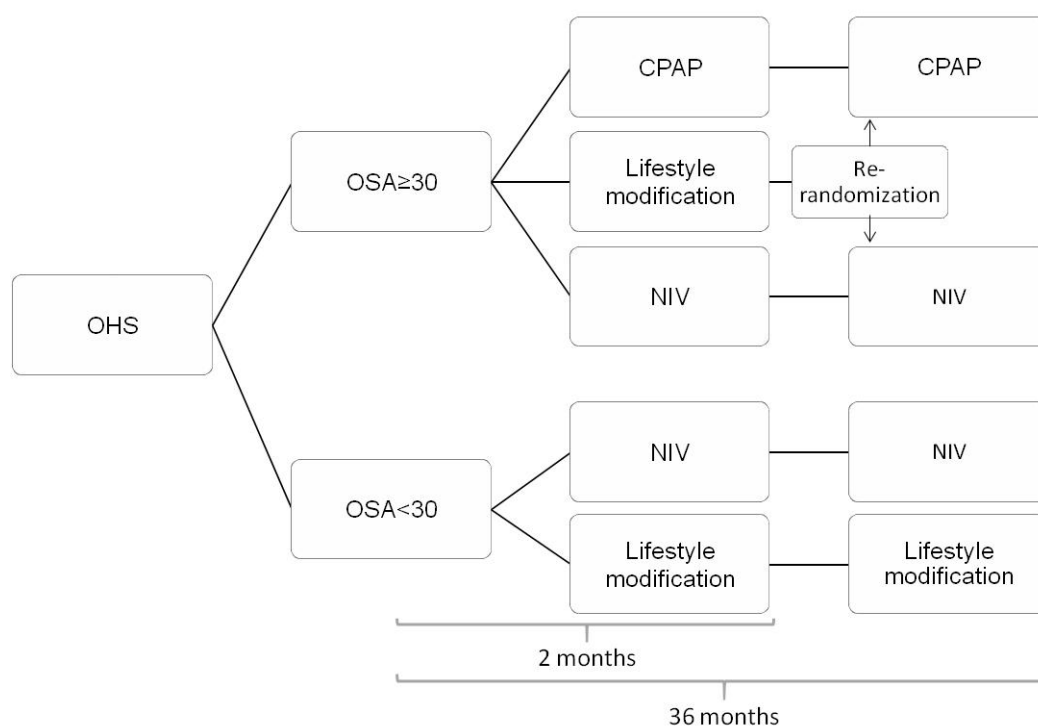 OHS
OSA≥30
OSA<30
CPAP
Lifestyle
modification
NIV
NIV
Lifestyle
modification
CPAP
Re-
randomization
NIV
NIV
Lifestyle
modification
2 months
36 months